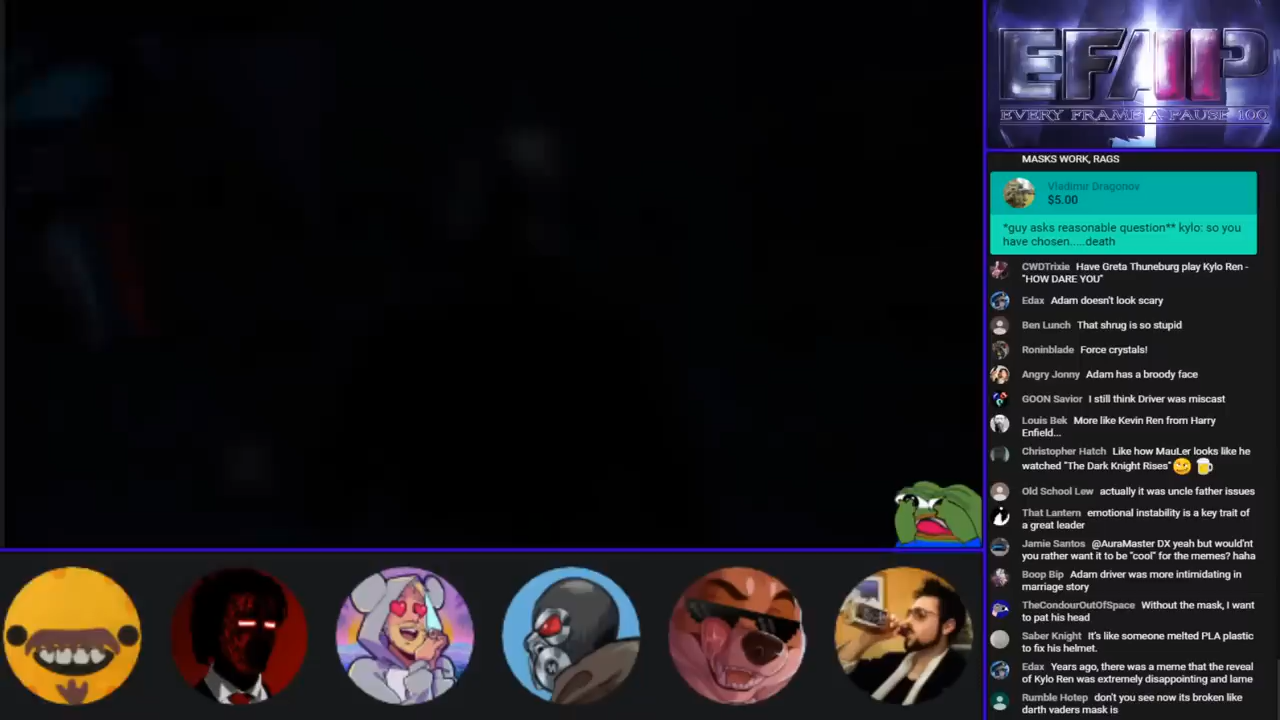 EFAP
EVERY FRAME A PAUSE 100
MASKS WORK, RAGS
Vladimir Dragonov
$5.00
*guy asks reasonable question** kylo: so you
have chosen.....death
CWDTrixie Have Greta Thuneburg play Kylo Ren -
"HOW DARE YOU"
Edax Adam doesn't look scary
Ben Lunch That shrug is so stupid
Roninblade Force crystals!
Angry Jonny Adam has a broody face
GOON Savior I still think Driver was miscast
Louis Bek More like Kevin Ren from Harry
Enfield...
Christopher Hatch Like how MauLer looks like he
watched "The Dark Knight Rises"
Old School Lew actually it was uncle father issues
That Lantern emotional instability is a key trait of
a great leader
Jamie Santos @AuraMaster DX yeah but would'nt
you rather want it to be "cool" for the memes? haha
Boop Bip Adam driver was more intimidating in
marriage story
TheCondourOutOfSpace Without the mask, I want
to pat his head
Saber Knight It's like someone melted PLA plastic
to fix his helmet.
Edax Years ago, there was a meme that the reveal
of Kylo Ren was extremely disappointing and lame
Rumble Hotep don't you see now its broken like
darth vaders mask is